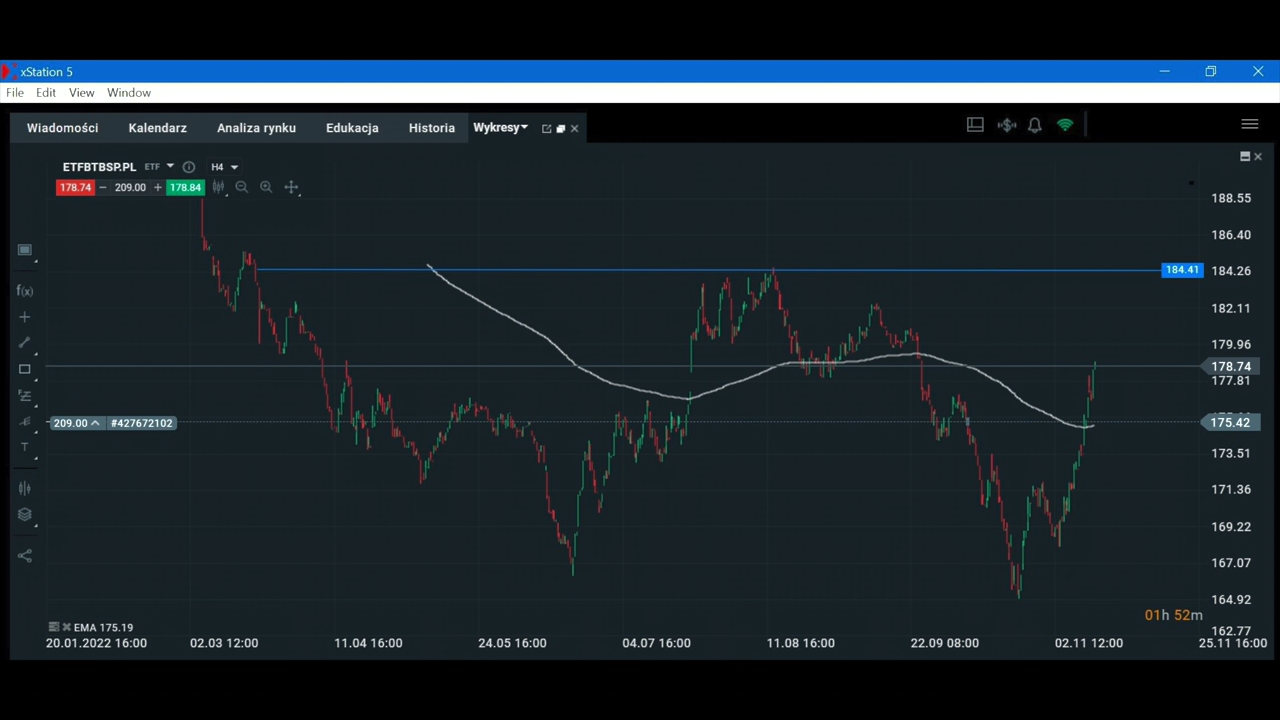 xStation 5
File Edit View Window
Wiadomości Kalendarz Analiza rynku Edukacja Historia Wykresy
ETFBTBSP.PL ETF H4
178.74 − 209.00 + 178.84
188.55
186.40
184.41
184.26
182.11
179.96
178.74
177.81
209.00 #427672102
175.42
f(x)
T
173.51
171.36
169.22
167.07
164.92
01h 52m
EMA 175.19
162.77
20.01.2022 16:00 02.03 12:00 11.04 16:00 24.05 16:00 04.07 16:00 11.08 16:00 22.09 08:00 02.11 12:00 25.11 16:00